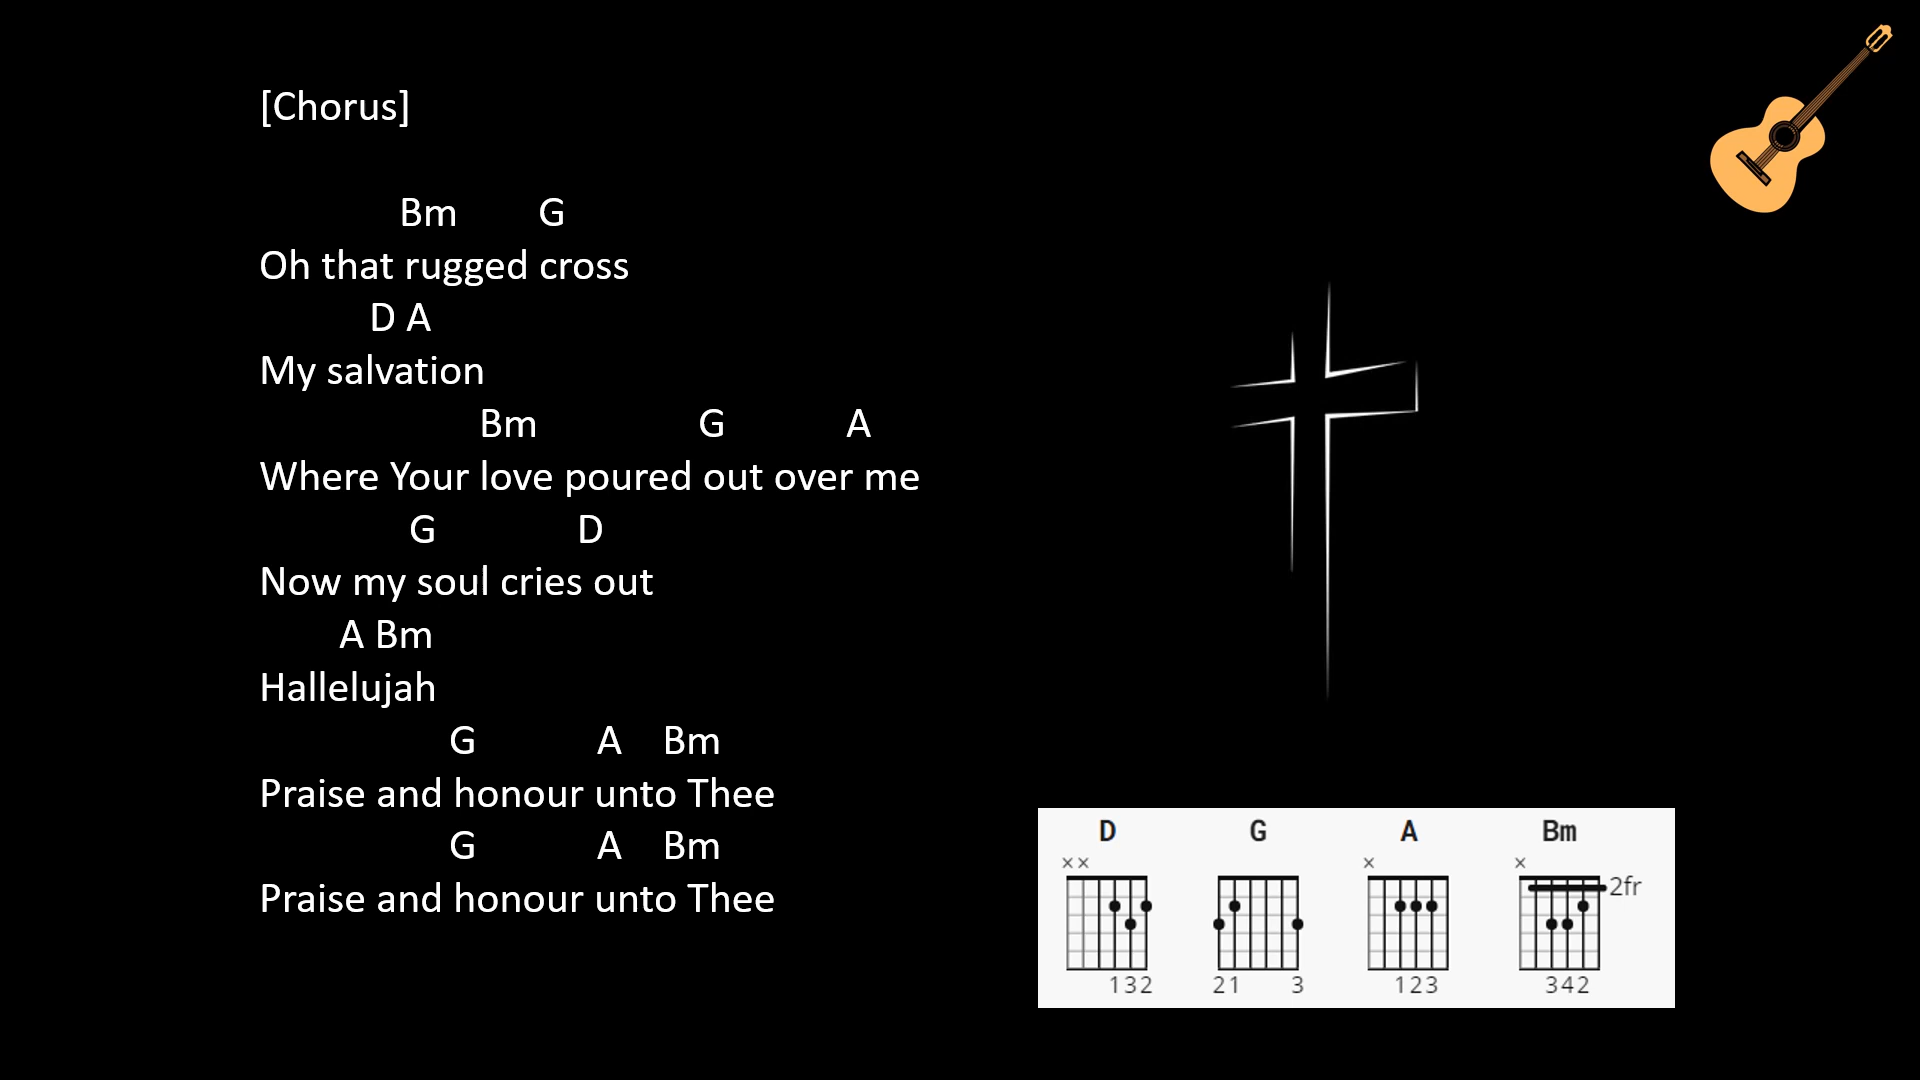 [Chorus]
Bm G
Oh that rugged cross
D A
My salvation
Bm G A
Where Your love poured out over me
G D
Now my soul cries out
A Bm
Hallelujah
G A Bm
Praise and honour unto Thee
G A Bm
Praise and honour unto Thee
D G A Bm
×× × ×
2fr
132 21 3 123 342